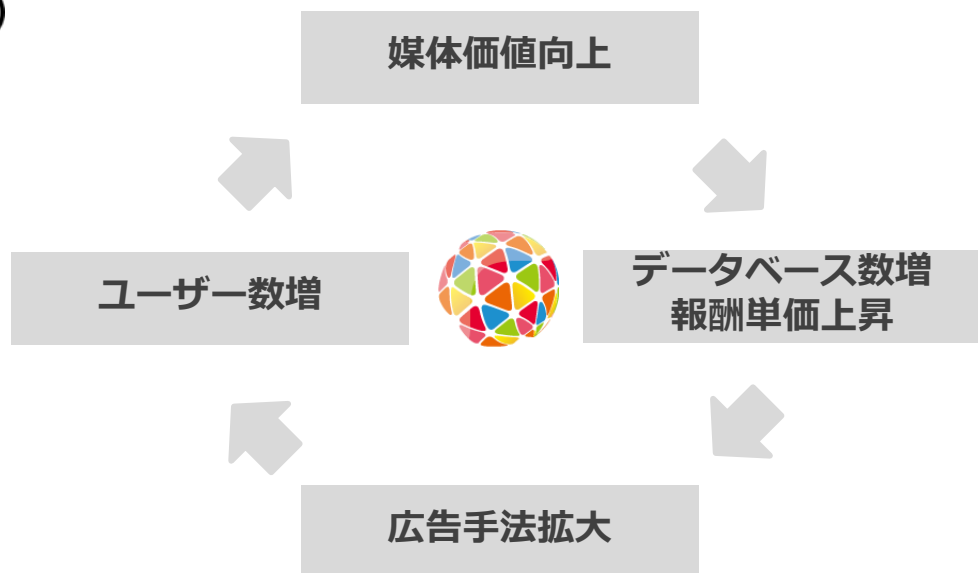 媒体価値向上
ユーザー数増
データベース数増
報酬単価上昇
広告手法拡大